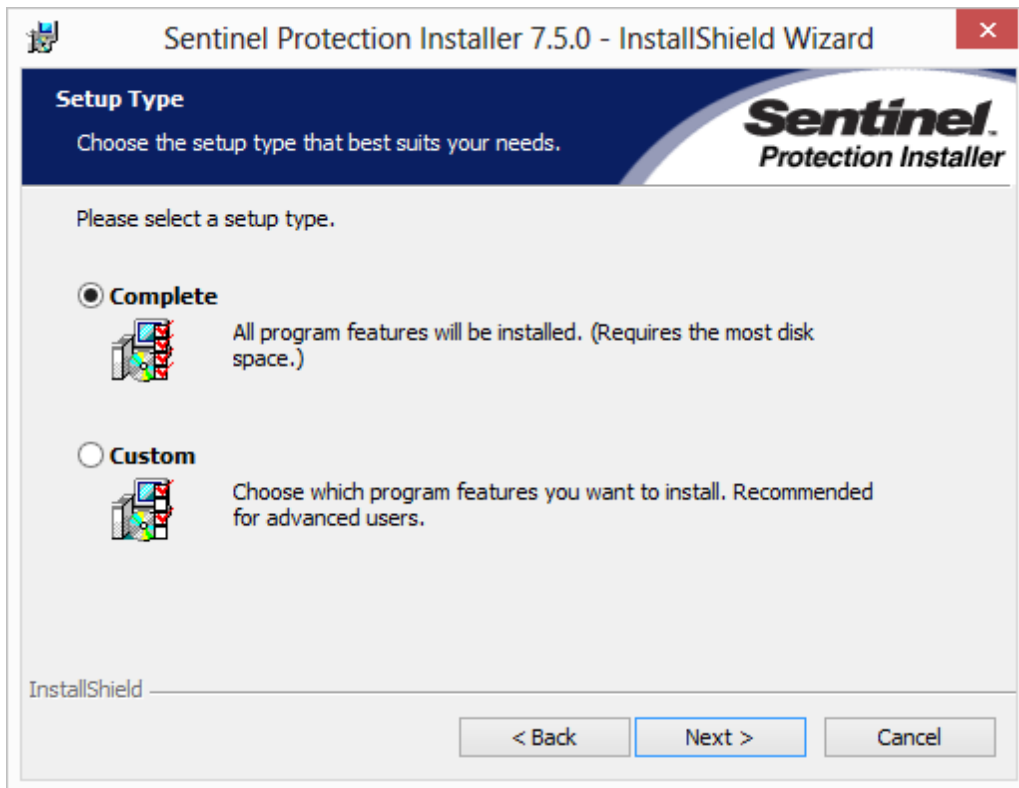 Sentinel Protection Installer 7.5.0 - InstallShield Wizard
Setup Type
Choose the setup type that best suits your needs.
Sentinel.
Protection Installer
Please select a setup type.
Complete
All program features will be installed. (Requires the most disk
space.)
Custom
Choose which program features you want to install. Recommended
for advanced users.
InstallShield
< Back
Next >
Cancel